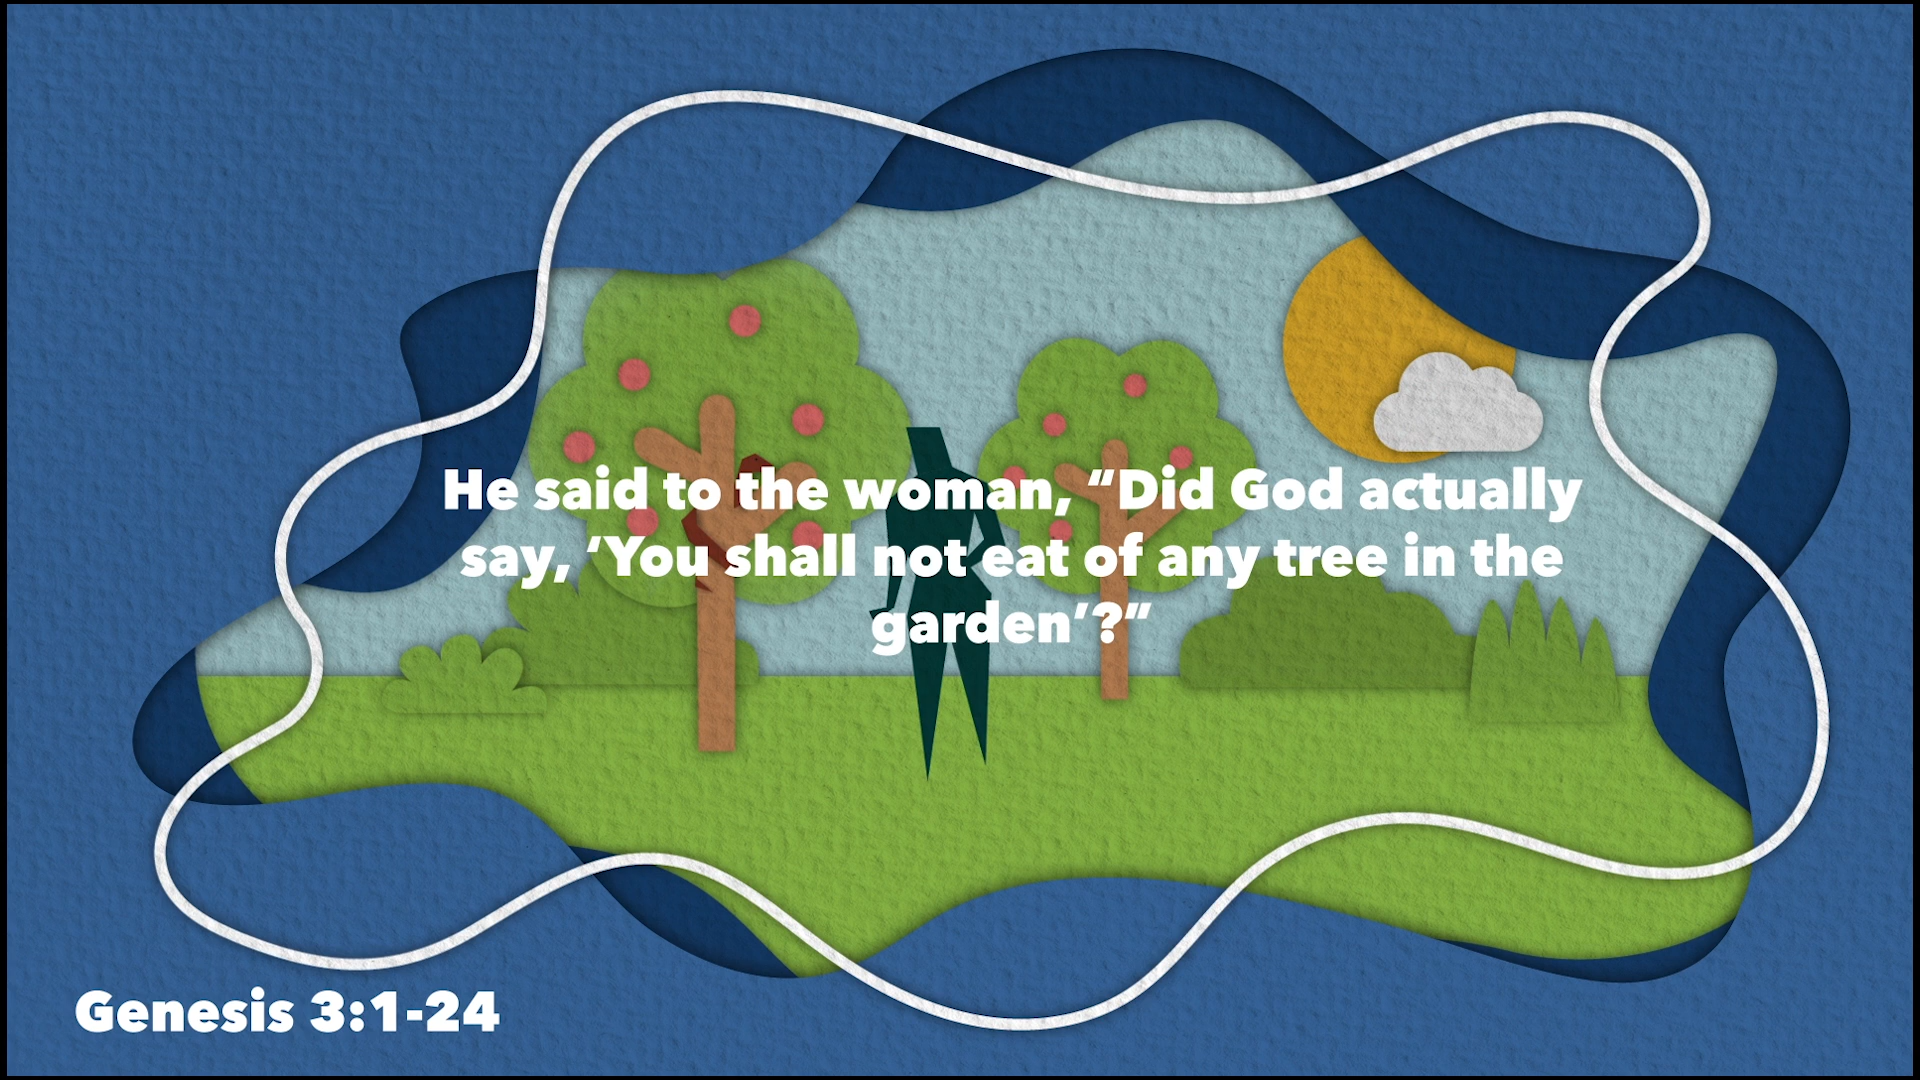 He said to the woman, “Did God actually
say, ‘You shall not eat of any tree in the
garden’?”
Genesis 3:1-24